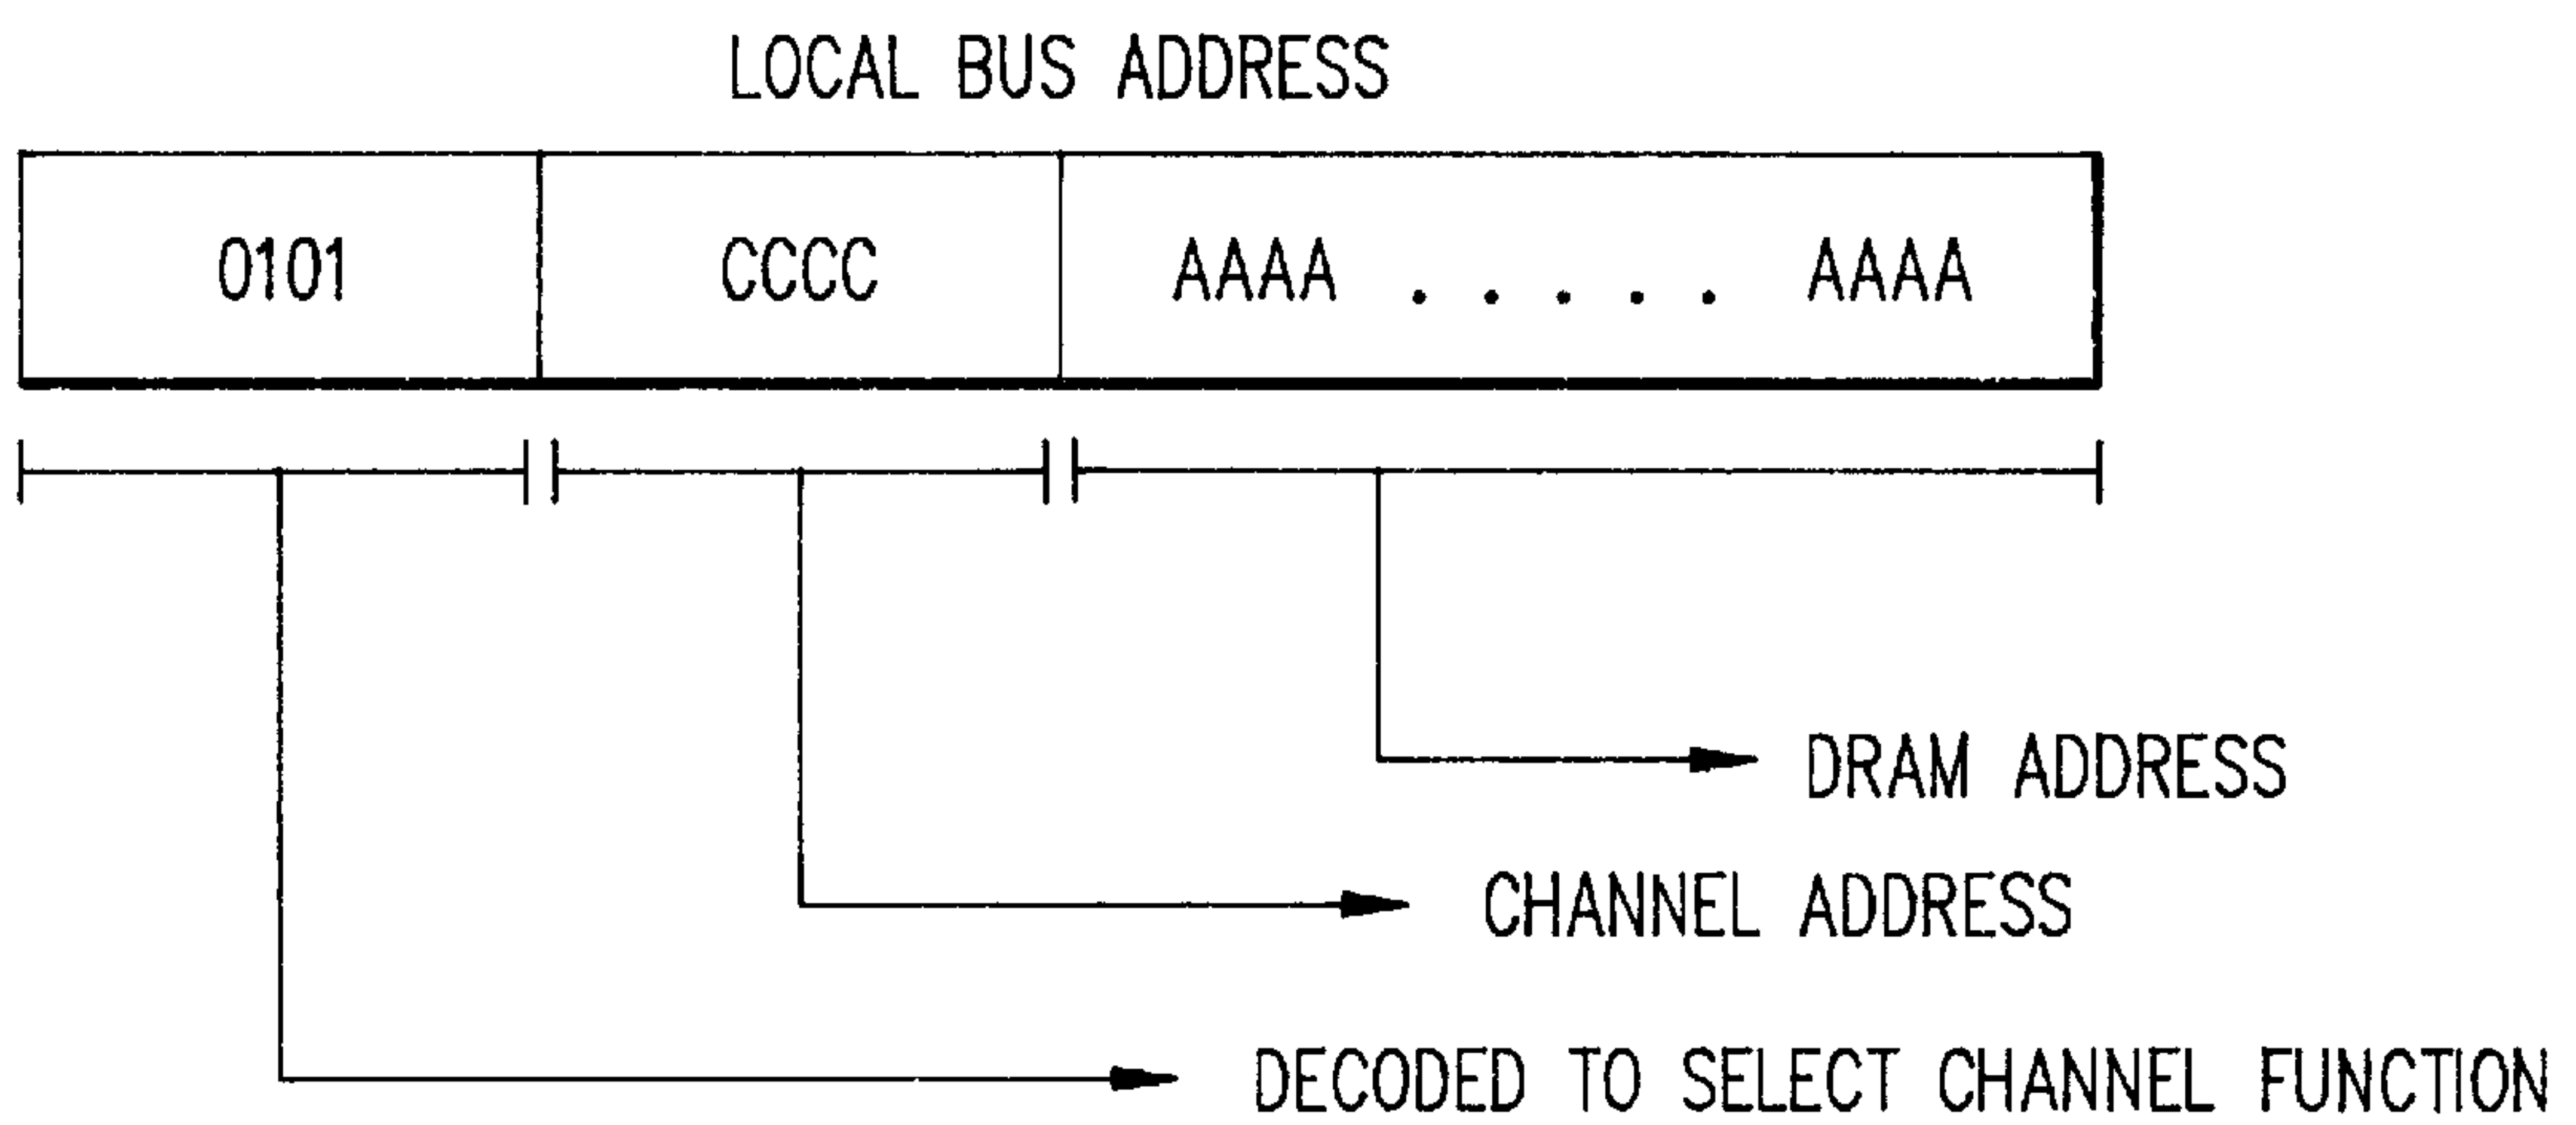 LOCAL BUS ADDRESS
0101 CCCC AAAA . . . . . AAAA
DRAM ADDRESS
CHANNEL ADDRESS
DECODED TO SELECT CHANNEL FUNCTION